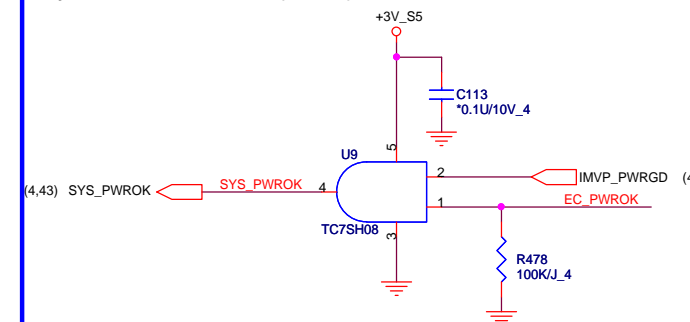 +3V_S5
C113
*0.1U/10V_4
5
U9
2
IMVP_PWRGD (4
(4,43) SYS_PWROK
SYS_PWROK
4
1
EC_PWROK
TC7SH08
3
R478
100K/J_4